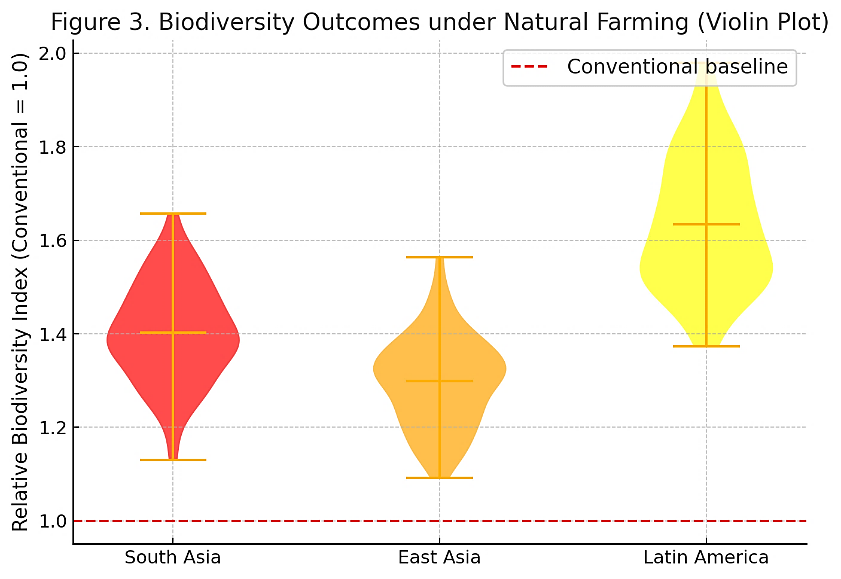 Figure 3. Biodiversity Outcomes under Natural Farming (Violin Plot)
Relative Biodiversity Index (Conventional = 1.0)
2.0
1.8
1.6
1.4
1.2
1.0
Conventional baseline
South Asia
East Asia
Latin America